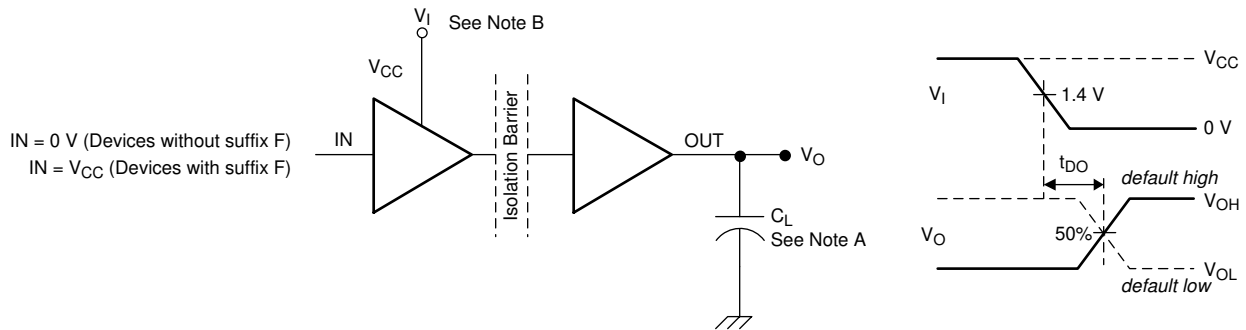 V_I
See Note B
V_CC
IN = 0 V (Devices without suffix F)
IN = V_CC (Devices with suffix F)
IN
Isolation Barrier
OUT
V_O
C_L
See Note A
V_I
V_CC
1.4 V
0 V
t_DO
default high
V_OH
V_O
50%
V_OL
default low